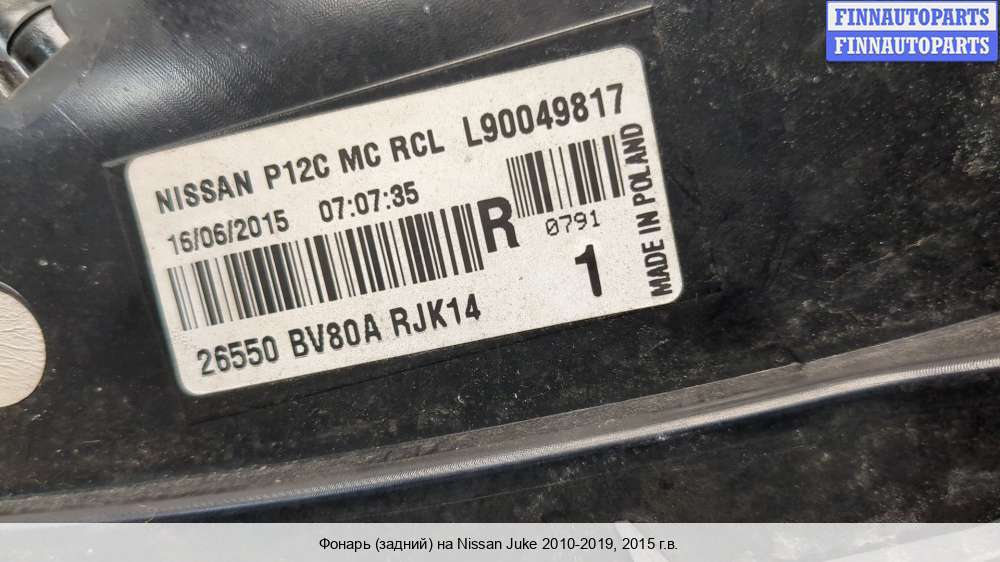 FINNAUTOPARTS
FINNAUTOPARTS
NISSAN P12C MC RCL L90049817
16/06/2015 07:07:35
R
0791
1
MADE IN POLAND
26550 BV80A RJK14
Фонарь (задний) на Nissan Juke 2010-2019, 2015 г.в.